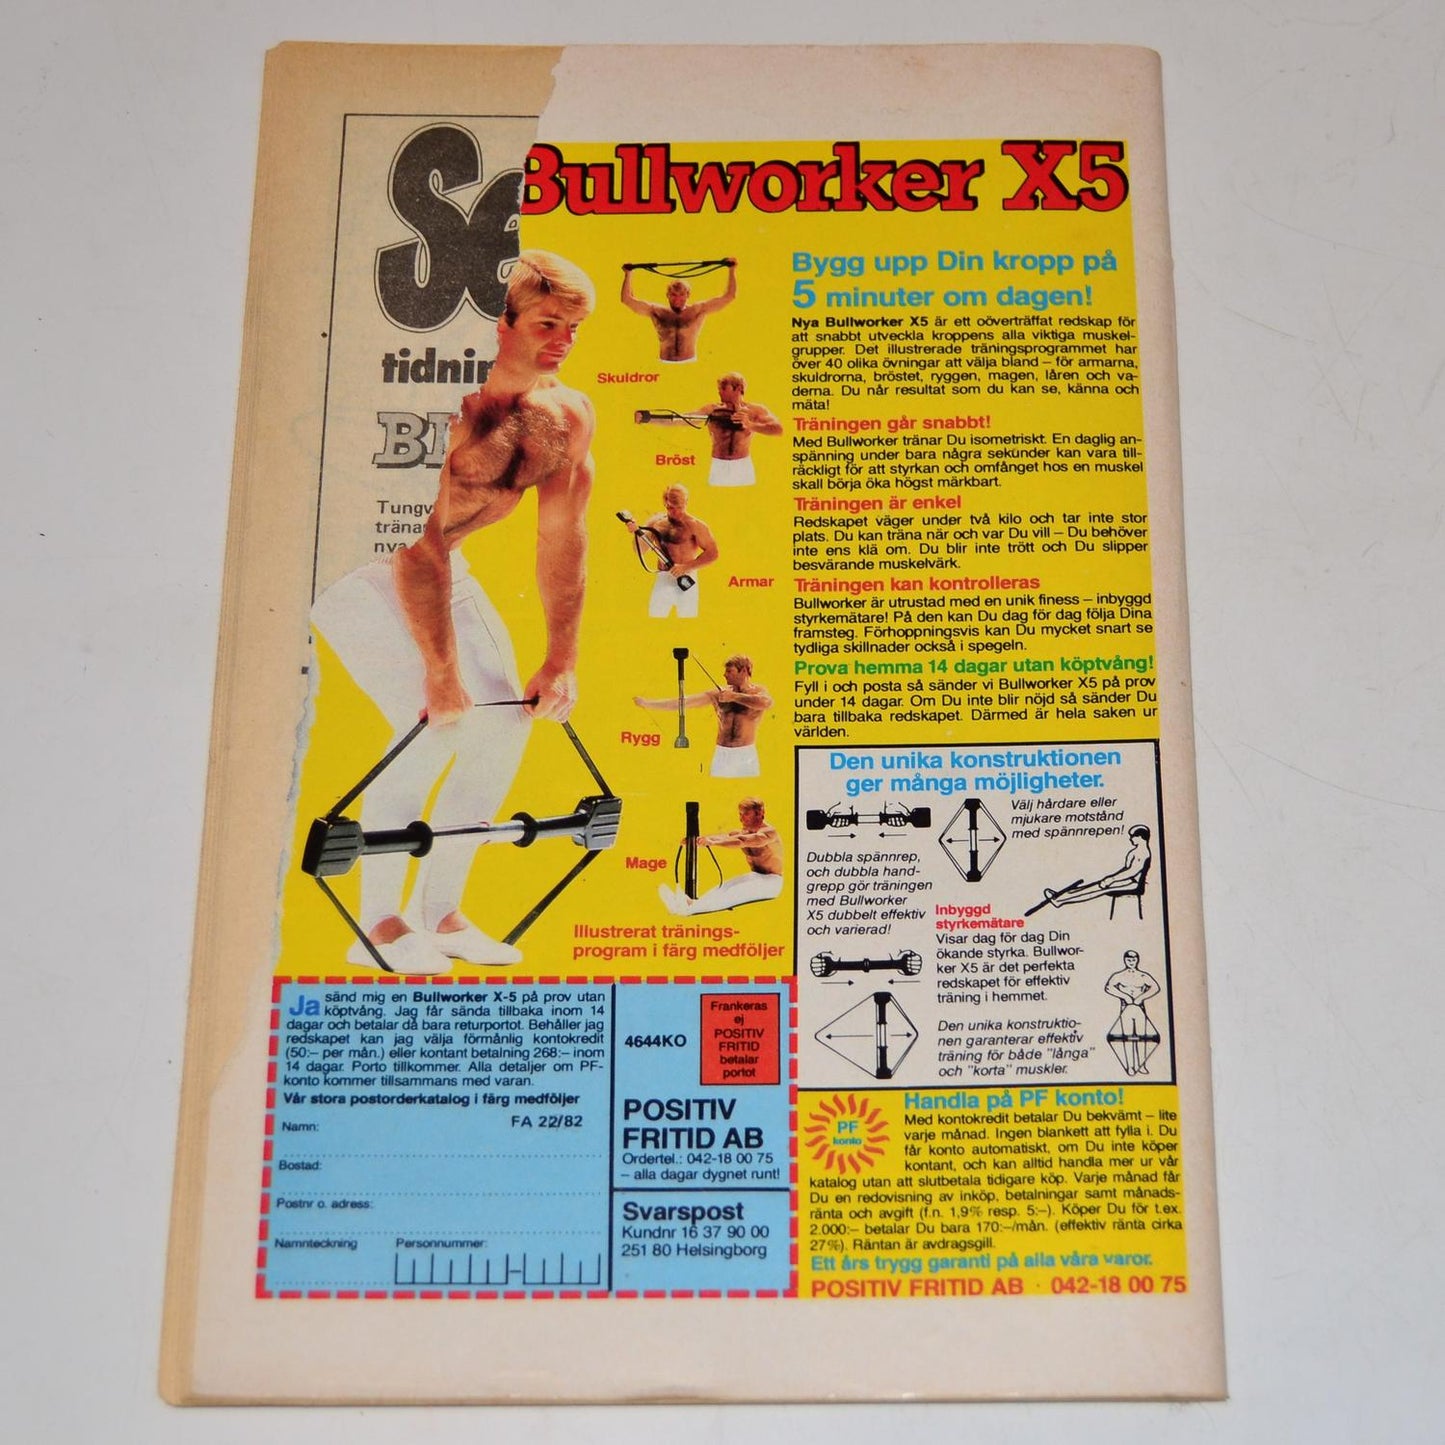 Se
tidnin
Tungv
träna
nya
Bullworker X5
Skuldror
Bröst
Armar
Rygg
Mage
Illustrerat tränings-
program i färg medföljer
Bygg upp Din kropp på
5 minuter om dagen!
Nya Bullworker X5 är ett oöverträffat redskap för
att snabbt utveckla kroppens alla viktiga muskel-
grupper. Det illustrerade träningsprogrammet har
över 40 olika övningar att välja bland – för armarna,
skuldrorna, bröstet, ryggen, magen, låren och va-
derna. Du når resultat som du kan se, känna och
mäta!
Träningen går snabbt!
Med Bullworker tränar Du isometriskt. En daglig an-
spänning under bara några sekunder kan vara till-
räckligt för att styrkan och omfånget hos en muskel
skall börja öka högst märkbart.
Träningen är enkel
Redskapet väger under två kilo och tar inte stor
plats. Du kan träna när och var Du vill – Du behöver
inte ens klä om. Du blir inte trött och Du slipper
besvärande muskelvärk.
Träningen kan kontrolleras
Bullworker är utrustad med en unik finess – inbyggd
styrkemätare! På den kan Du dag för dag följa Dina
framsteg. Förhoppningsvis kan Du mycket snart se
tydliga skillnader också i spegeln.
Prova hemma 14 dagar utan köptvång!
Fyll i och posta så sänder vi Bullworker X5 på prov
under 14 dagar. Om Du inte blir nöjd så sänder Du
bara tillbaka redskapet. Därmed är hela saken ur
världen.
Den unika konstruktionen
ger många möjligheter.
Välj hårdare eller
mjukare motstånd
med spännrepen!
Dubbla spännrep,
och dubbla hand-
grepp gör träningen
med Bullworker
X5 dubbelt effektiv
och varierad!
Inbyggd
styrkemätare
Visar dag för dag Din
ökande styrka. Bullwor-
ker X5 är det perfekta
redskapet för effektiv
träning i hemmet.
Den unika konstruktio-
nen garanterar effektiv
träning för både "långa"
och "korta" muskler.
Ja sänd mig en Bullworker X-5 på prov utan
köptvång. Jag får sända tillbaka inom 14
dagar och betalar då bara returportot. Behåller jag
redskapet kan jag välja förmånlig kontokredit
(50:– per mån.) eller kontant betalning 268:– inom
14 dagar. Porto tillkommer. Alla detaljer om PF-
konto kommer tillsammans med varan.
Vår stora postorderkatalog i färg medföljer
FA 22/82
Namn:
Bostad:
Postnr o. adress:
Namnteckning Personnummer:
4644KO
Frankeras
ej
POSITIV
FRITID
betalar
portot
POSITIV
FRITID AB
Ordertel.: 042-18 00 75
– alla dagar dygnet runt!
Svarspost
Kundnr 16 37 90 00
251 80 Helsingborg
PF
konto
Handla på PF konto!
Med kontokredit betalar Du bekvämt – lite
varje månad. Ingen blankett att fylla i. Du
får konto automatiskt, om Du inte köper
kontant, och kan alltid handla mer ur vår
katalog utan att slutbetala tidigare köp. Varje månad får
Du en redovisning av inköp, betalningar samt månads-
ränta och avgift (f.n. 1,9% resp. 5:–). Köper Du för t.ex.
2.000:– betalar Du bara 170:–/mån. (effektiv ränta cirka
27%). Räntan är avdragsgill.
Ett års trygg garanti på alla våra varor.
POSITIV FRITID AB · 042-18 00 75